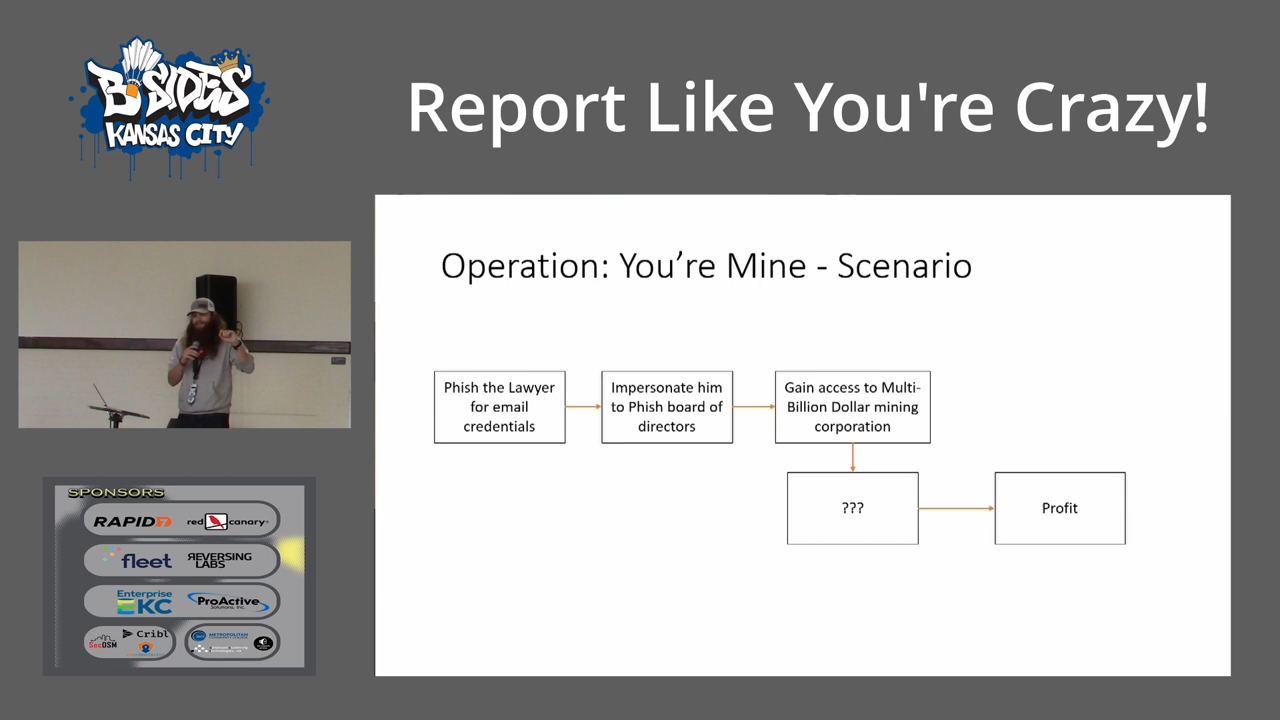 B SIDES
KANSAS CITY
Report Like You're Crazy!
Operation: You’re Mine - Scenario
Phish the Lawyer
for email
credentials
Impersonate him
to Phish board of
directors
Gain access to Multi-
Billion Dollar mining
corporation
???
Profit
SPONSORS
RAPID7
red canary
fleet
REVERSING
LABS
Enterprise
KC
ProActive
Solutions, Inc.
SecDSM
Cribl
METROPOLITAN